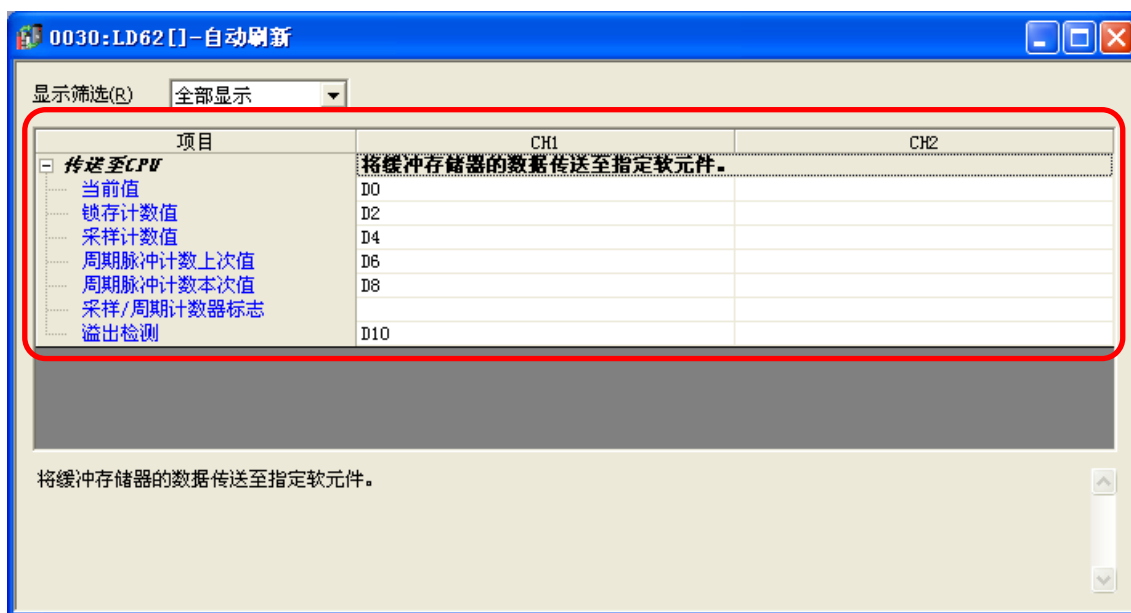 0030:LD62[]-自动刷新
显示筛选(R) 全部显示
项目 CH1 CH2
传送至CPU 将缓冲存储器的数据传送至指定软元件。
当前值 D0
锁存计数值 D2
采样计数值 D4
周期脉冲计数上次值 D6
周期脉冲计数本次值 D8
采样/周期计数器标志
溢出检测 D10
将缓冲存储器的数据传送至指定软元件。